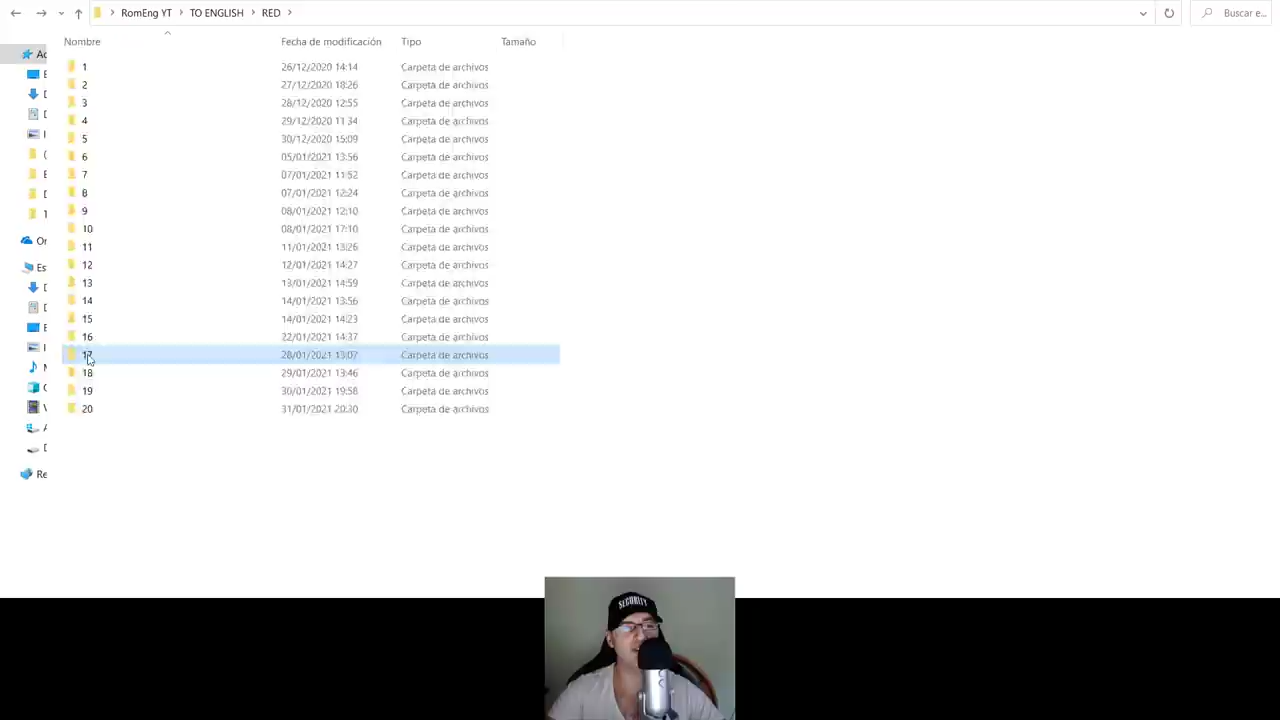 RomEng YT > TO ENGLISH > RED >
Buscar e...
Nombre Fecha de modificación Tipo Tamaño
1 26/12/2020 14:14 Carpeta de archivos
2 27/12/2020 18:26 Carpeta de archivos
3 28/12/2020 12:55 Carpeta de archivos
4 29/12/2020 11:34 Carpeta de archivos
5 30/12/2020 15:09 Carpeta de archivos
6 05/01/2021 13:56 Carpeta de archivos
7 07/01/2021 11:52 Carpeta de archivos
8 07/01/2021 12:24 Carpeta de archivos
9 08/01/2021 12:10 Carpeta de archivos
10 08/01/2021 17:10 Carpeta de archivos
11 11/01/2021 13:26 Carpeta de archivos
12 12/01/2021 14:27 Carpeta de archivos
13 13/01/2021 14:59 Carpeta de archivos
14 14/01/2021 13:56 Carpeta de archivos
15 14/01/2021 14:23 Carpeta de archivos
16 22/01/2021 14:37 Carpeta de archivos
17 28/01/2021 13:07 Carpeta de archivos
18 29/01/2021 13:46 Carpeta de archivos
19 30/01/2021 19:58 Carpeta de archivos
20 31/01/2021 20:30 Carpeta de archivos
Or
Es
Re
SECURITY